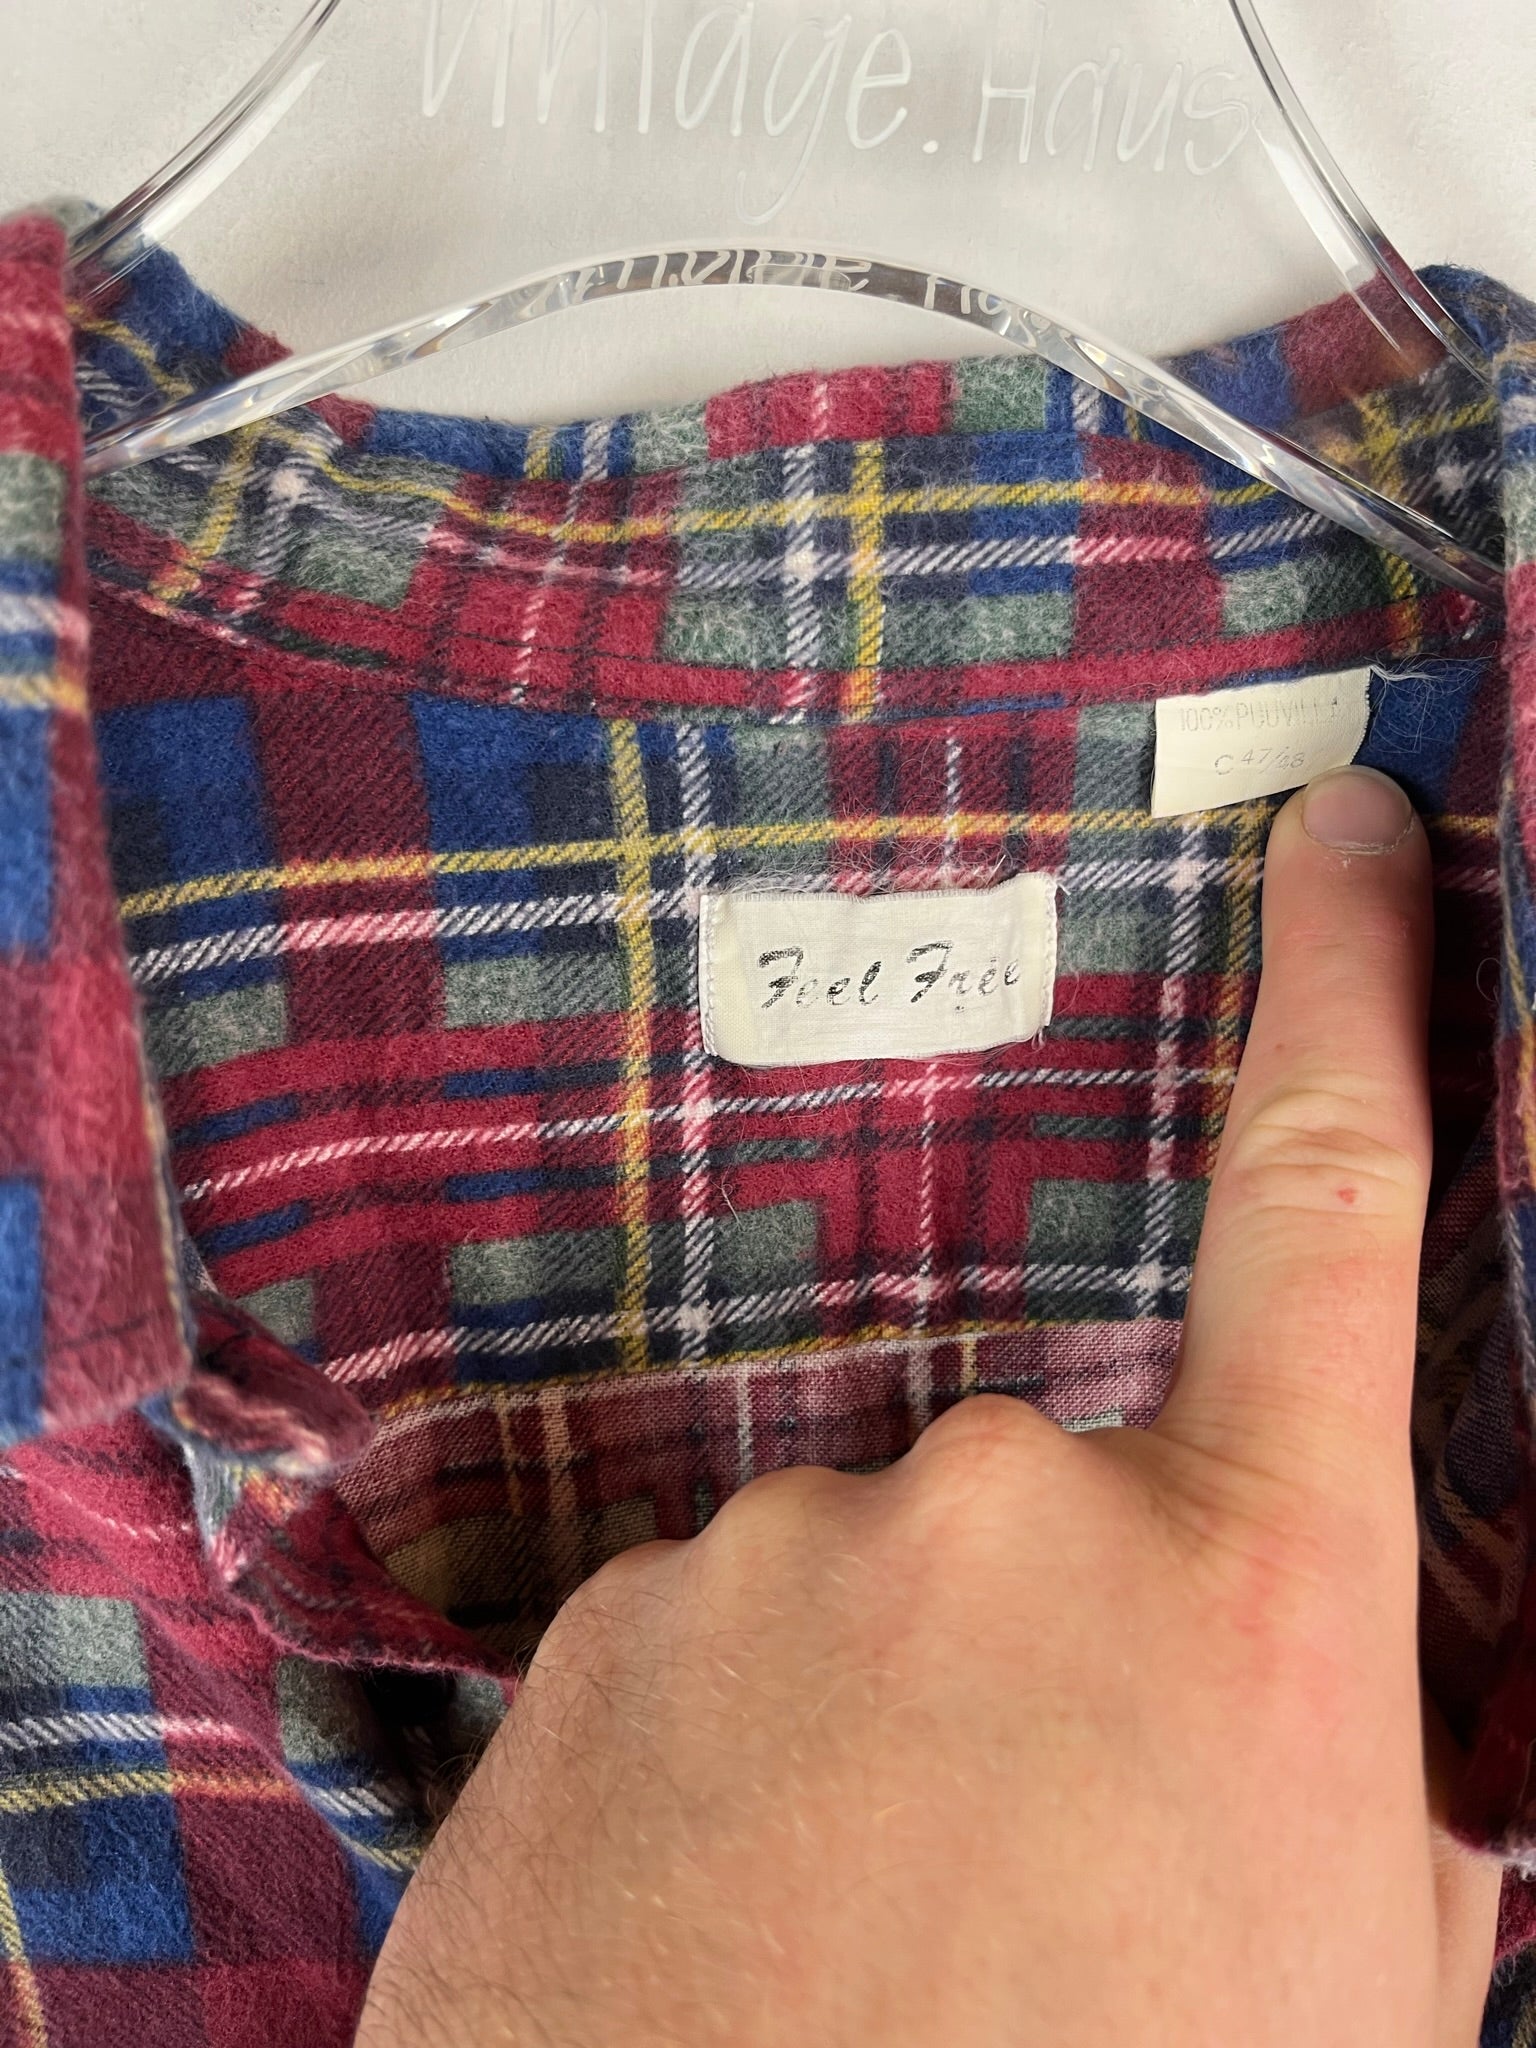 vintage.Haus
100% PUUVILLA
C 47/48
Feel Free